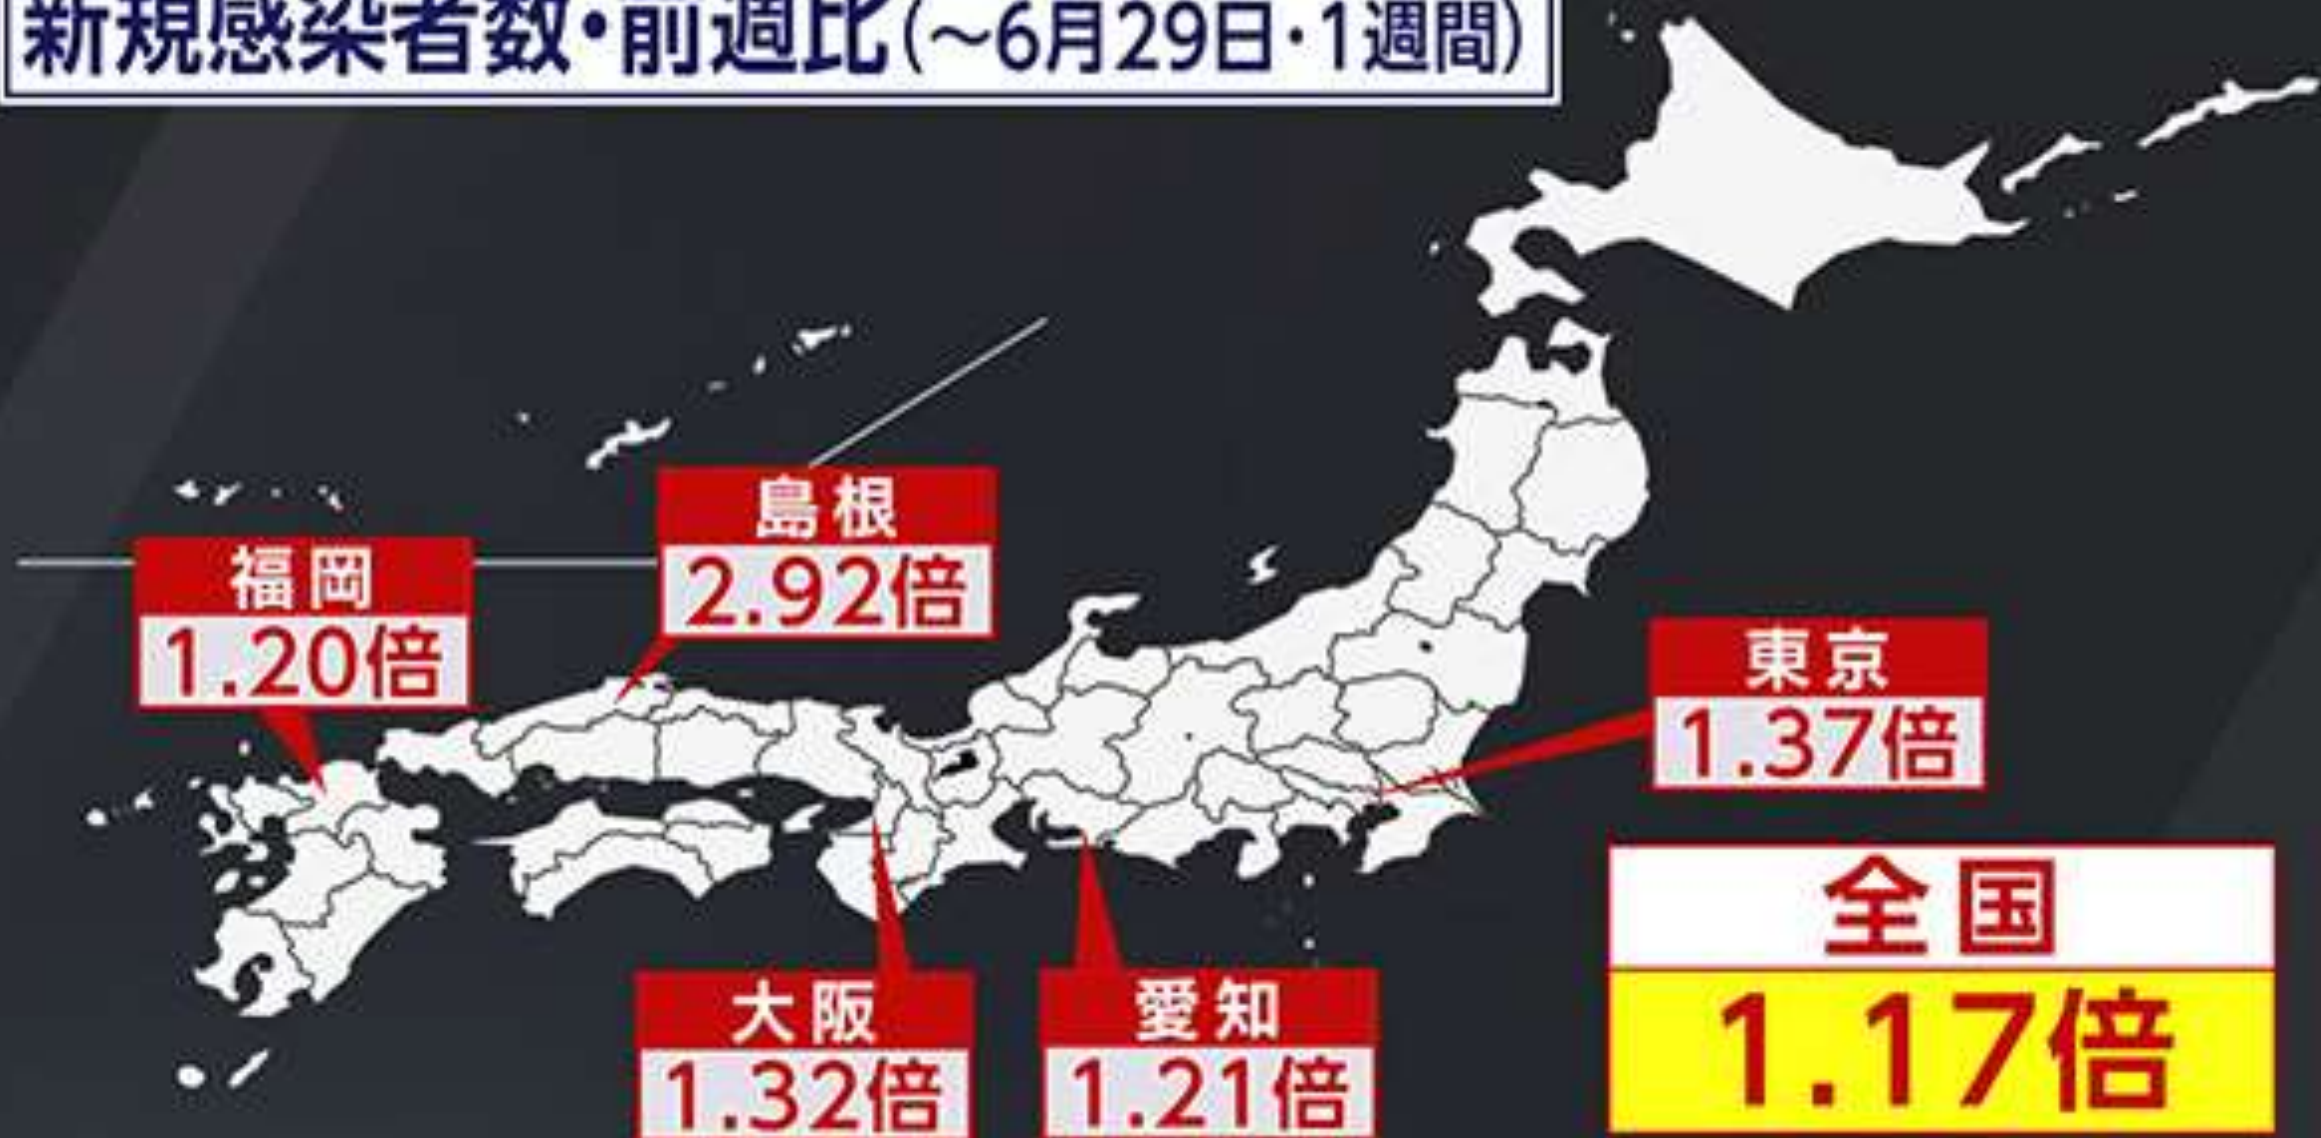 新規感染者数・前週比(～6月29日・1週間)
島根
2.92倍
福岡
1.20倍
東京
1.37倍
大阪
1.32倍
愛知
1.21倍
全国
1.17倍